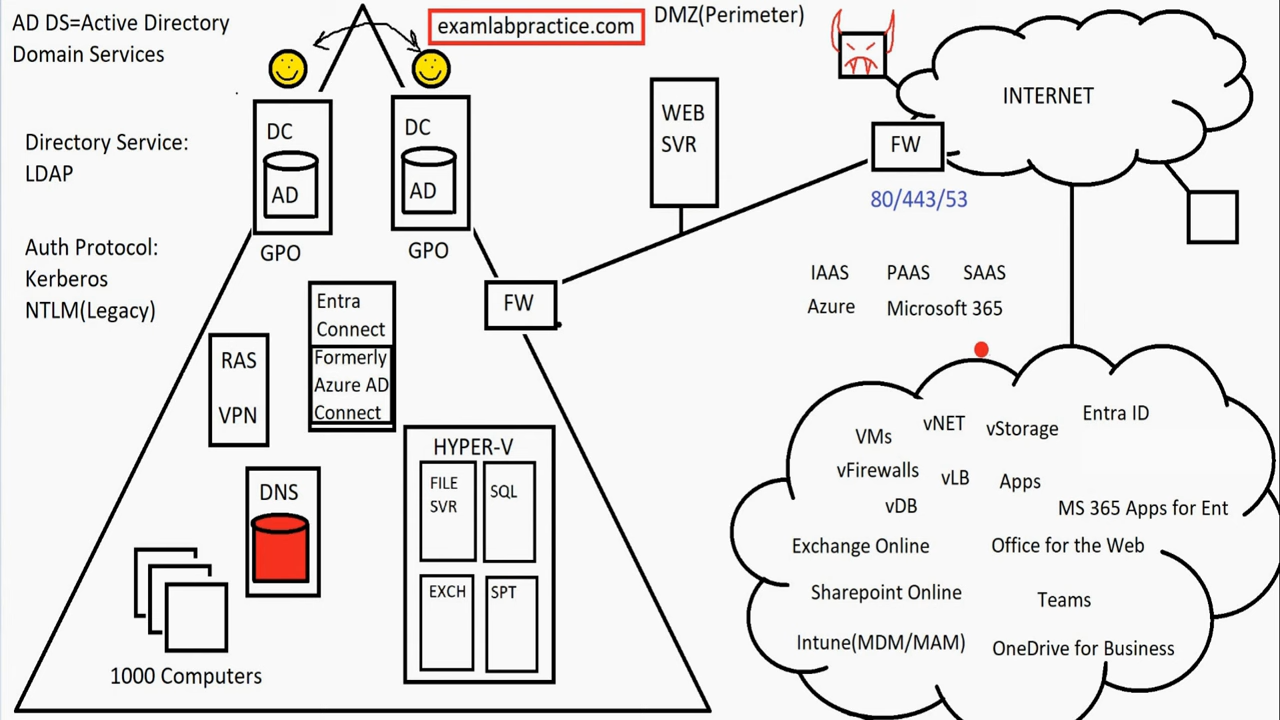 AD DS=Active Directory
Domain Services
examlabpractice.com
DMZ(Perimeter)
Directory Service:
LDAP
Auth Protocol:
Kerberos
NTLM(Legacy)
DC
AD
GPO
DC
AD
GPO
WEB
SVR
FW
80/443/53
INTERNET
FW
Entra
Connect
Formerly
Azure AD
Connect
RAS
VPN
DNS
1000 Computers
HYPER-V
FILE
SVR
SQL
EXCH
SPT
IAAS PAAS SAAS
Azure Microsoft 365
VMs
vNET
vStorage
Entra ID
vFirewalls
vLB
Apps
vDB
MS 365 Apps for Ent
Exchange Online
Office for the Web
Sharepoint Online
Teams
Intune(MDM/MAM)
OneDrive for Business